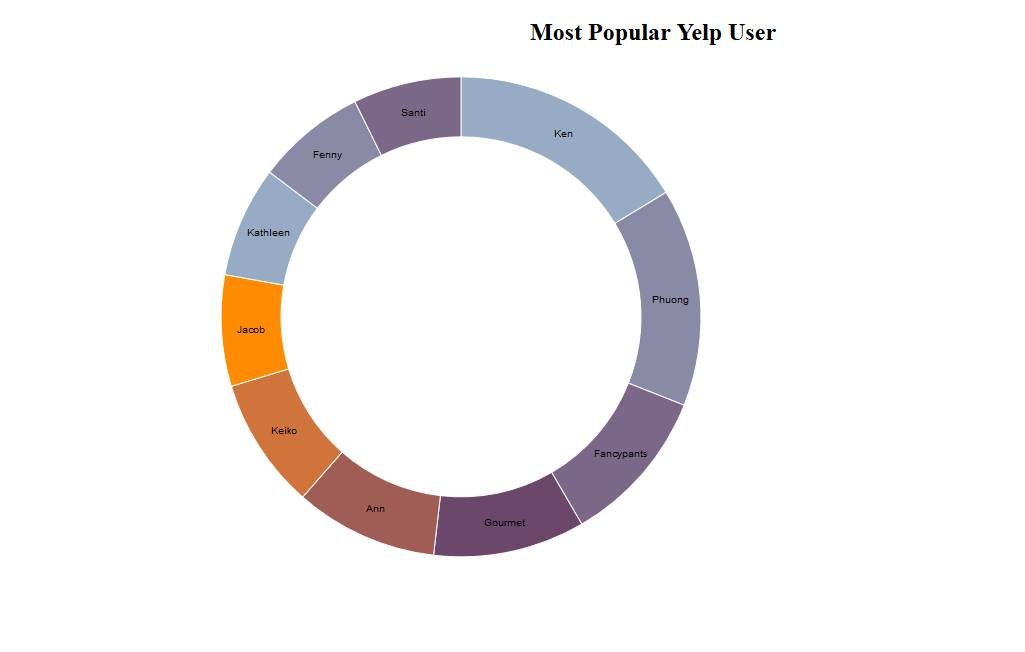 Most Popular Yelp User
Santi
Ken
Fenny
Kathleen
Phuong
Jacob
Keiko
Fancypants
Ann
Gourmet